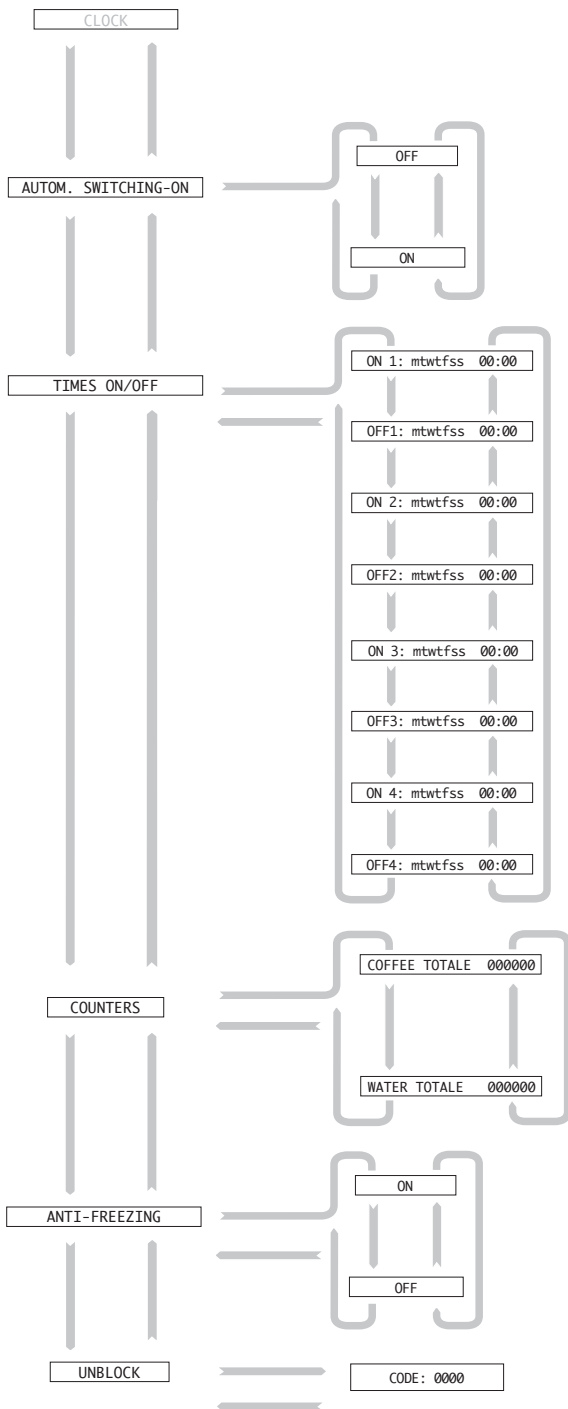 CLOCK
AUTOM. SWITCHING-ON
OFF
ON
TIMES ON/OFF
ON 1: mtwtfss 00:00
OFF1: mtwtfss 00:00
ON 2: mtwtfss 00:00
OFF2: mtwtfss 00:00
ON 3: mtwtfss 00:00
OFF3: mtwtfss 00:00
ON 4: mtwtfss 00:00
OFF4: mtwtfss 00:00
COUNTERS
COFFEE TOTALE 000000
WATER TOTALE 000000
ANTI-FREEZING
ON
OFF
UNBLOCK
CODE: 0000